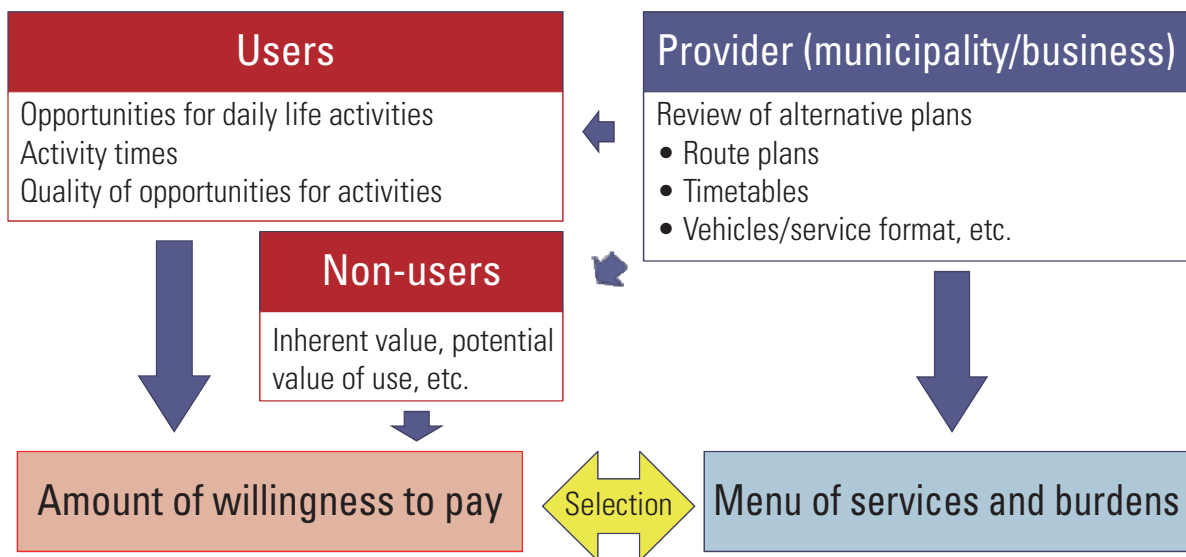 Users
Opportunities for daily life activities
Activity times
Quality of opportunities for activities
Provider (municipality/business)
Review of alternative plans
• Route plans
• Timetables
• Vehicles/service format, etc.
Non-users
Inherent value, potential
value of use, etc.
Amount of willingness to pay
Selection
Menu of services and burdens